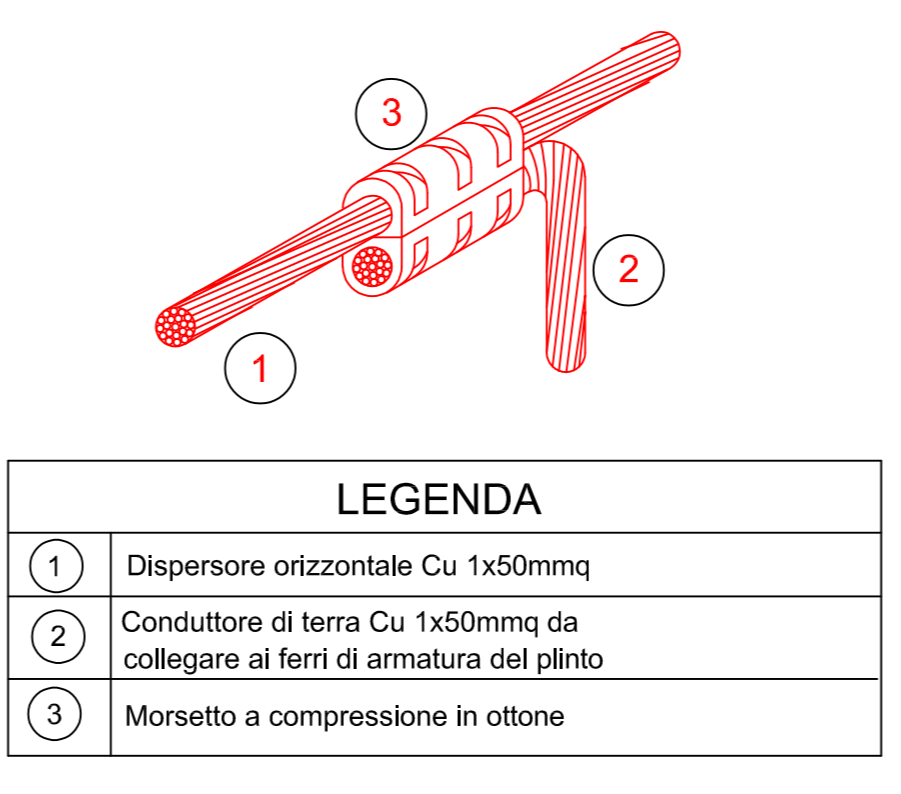 3
2
1
LEGENDA
1 Dispersore orizzontale Cu 1x50mmq
2 Conduttore di terra Cu 1x50mmq da
collegare ai ferri di armatura del plinto
3 Morsetto a compressione in ottone